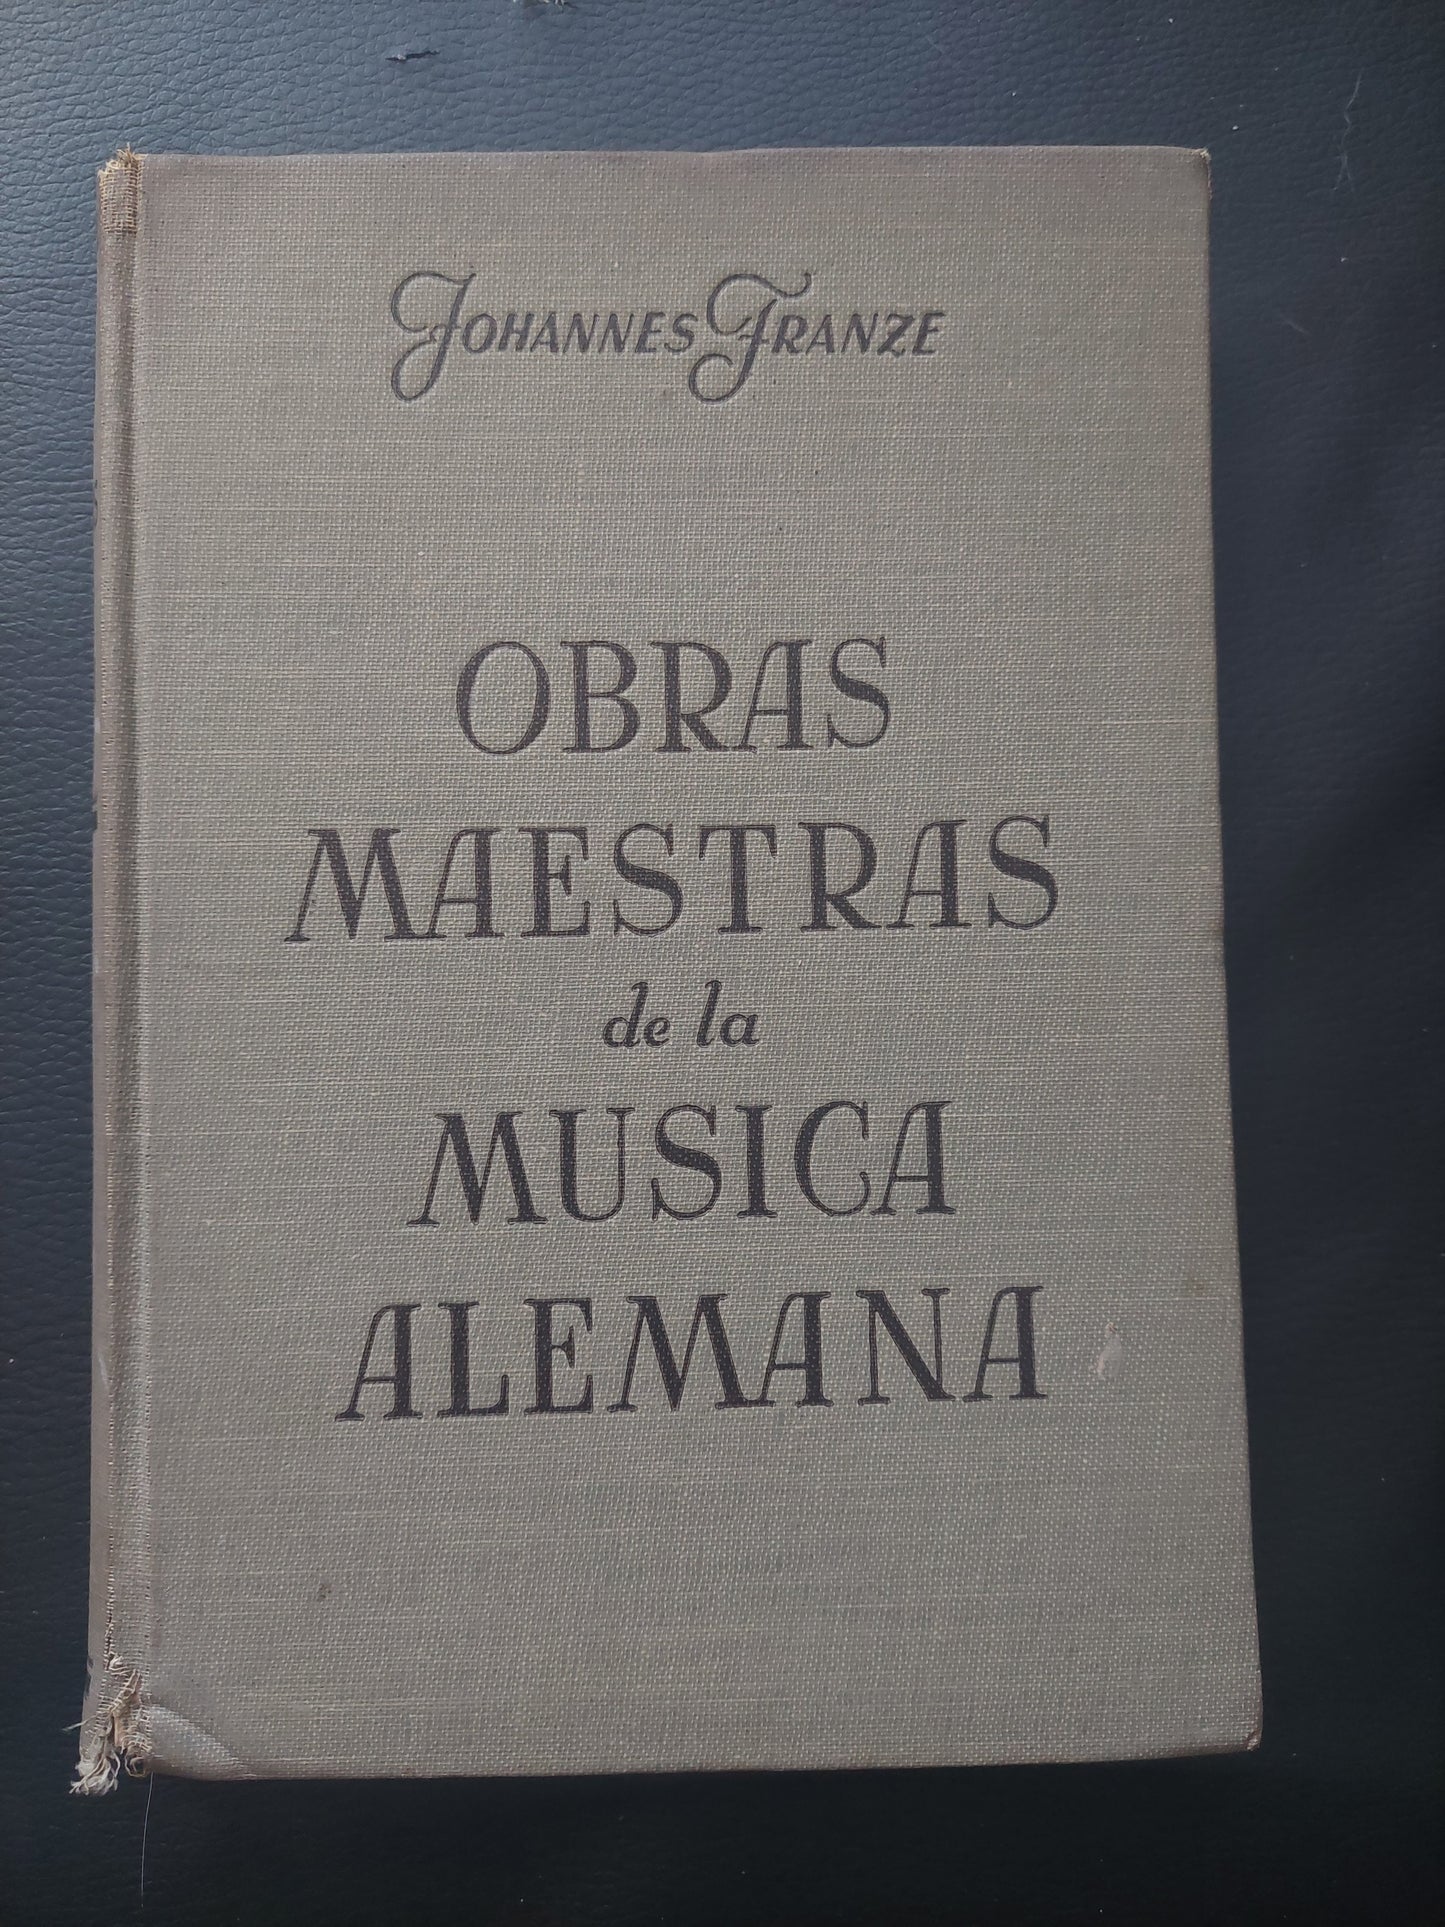 JOHANNES FRANZE
OBRAS
MAESTRAS
de la
MUSICA
ALEMANA